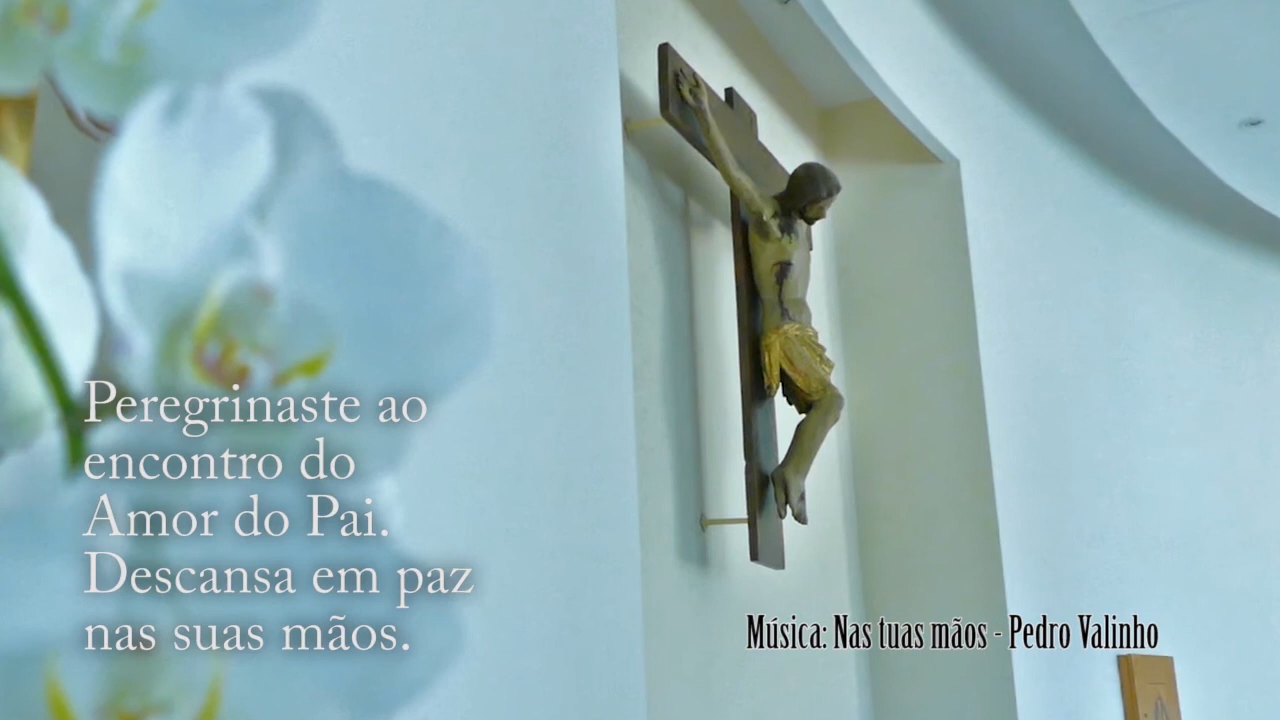 Peregrinaste ao
encontro do
Amor do Pai.
Descansa em paz
nas suas mãos.
Música: Nas tuas mãos - Pedro Valinho